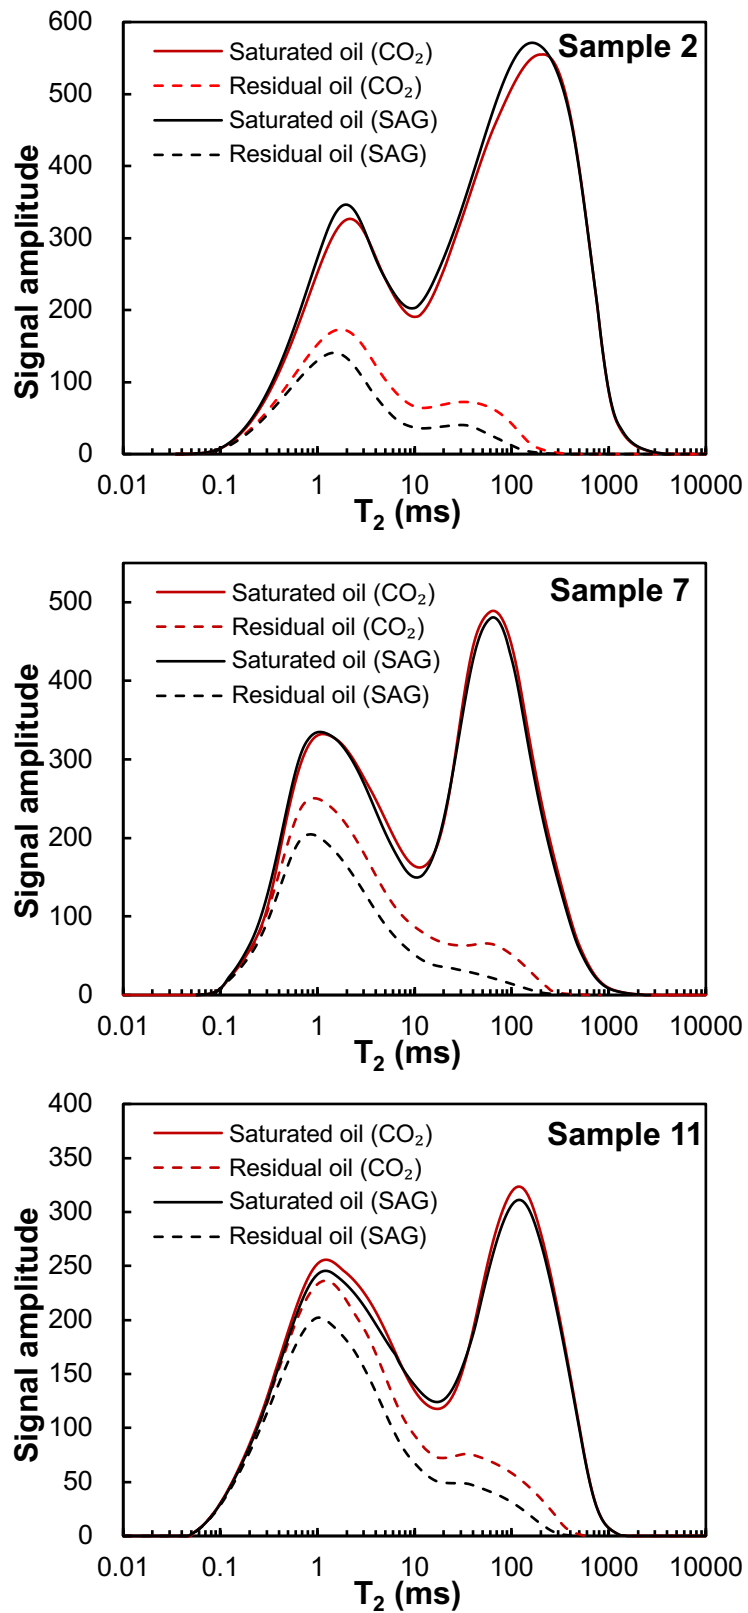 Sample 2
Saturated oil (CO₂)
Residual oil (CO₂)
Saturated oil (SAG)
Residual oil (SAG)
Signal amplitude
600
500
400
300
200
100
0
0.01 0.1 1 10 100 1000 10000
T₂ (ms)
Sample 7
Saturated oil (CO₂)
Residual oil (CO₂)
Saturated oil (SAG)
Residual oil (SAG)
Signal amplitude
500
400
300
200
100
0
0.01 0.1 1 10 100 1000 10000
T₂ (ms)
Sample 11
Saturated oil (CO₂)
Residual oil (CO₂)
Saturated oil (SAG)
Residual oil (SAG)
Signal amplitude
400
350
300
250
200
150
100
50
0
0.01 0.1 1 10 100 1000 10000
T₂ (ms)